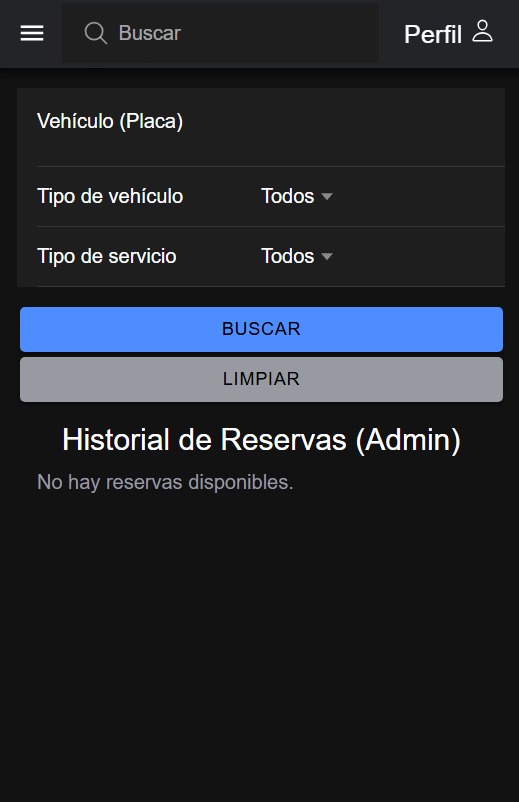 Buscar
Perfil
Vehículo (Placa)
Tipo de vehículo Todos
Tipo de servicio Todos
BUSCAR
LIMPIAR
Historial de Reservas (Admin)
No hay reservas disponibles.